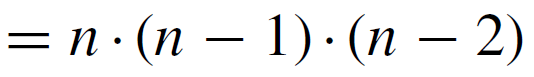 = n · (n − 1) · (n − 2)